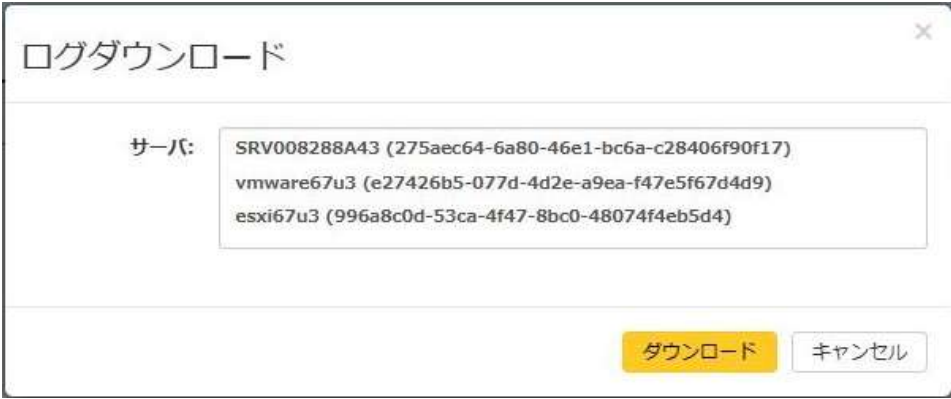 ログダウンロード
サーバ:
SRV008288A43 (275aec64-6a80-46e1-bc6a-c28406f90f17)
vmware67u3 (e27426b5-077d-4d2e-a9ea-f47e5f67d4d9)
esxi67u3 (996a8c0d-53ca-4f47-8bc0-48074f4eb5d4)
ダウンロード
キャンセル